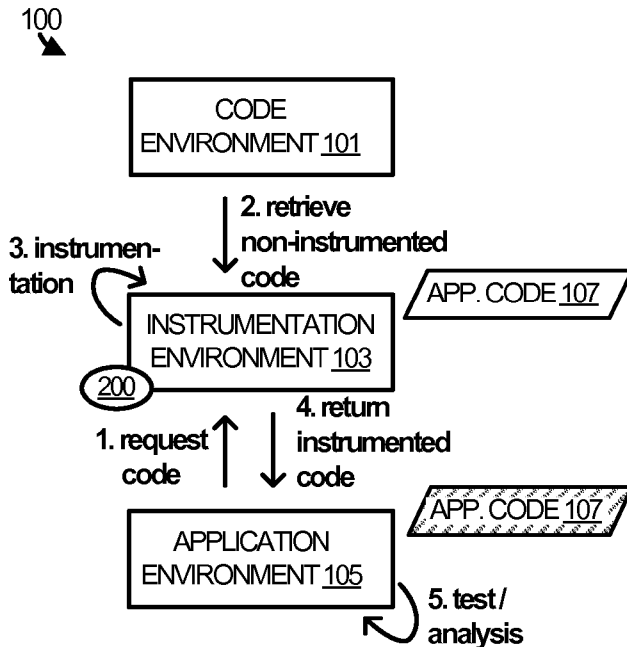 100
CODE
ENVIRONMENT 101
2. retrieve
non-instrumented
code
3. instrumen-
tation
APP. CODE 107
INSTRUMENTATION
ENVIRONMENT 103
200
1. request
code
4. return
instrumented
code
APP. CODE 107
APPLICATION
ENVIRONMENT 105
5. test /
analysis